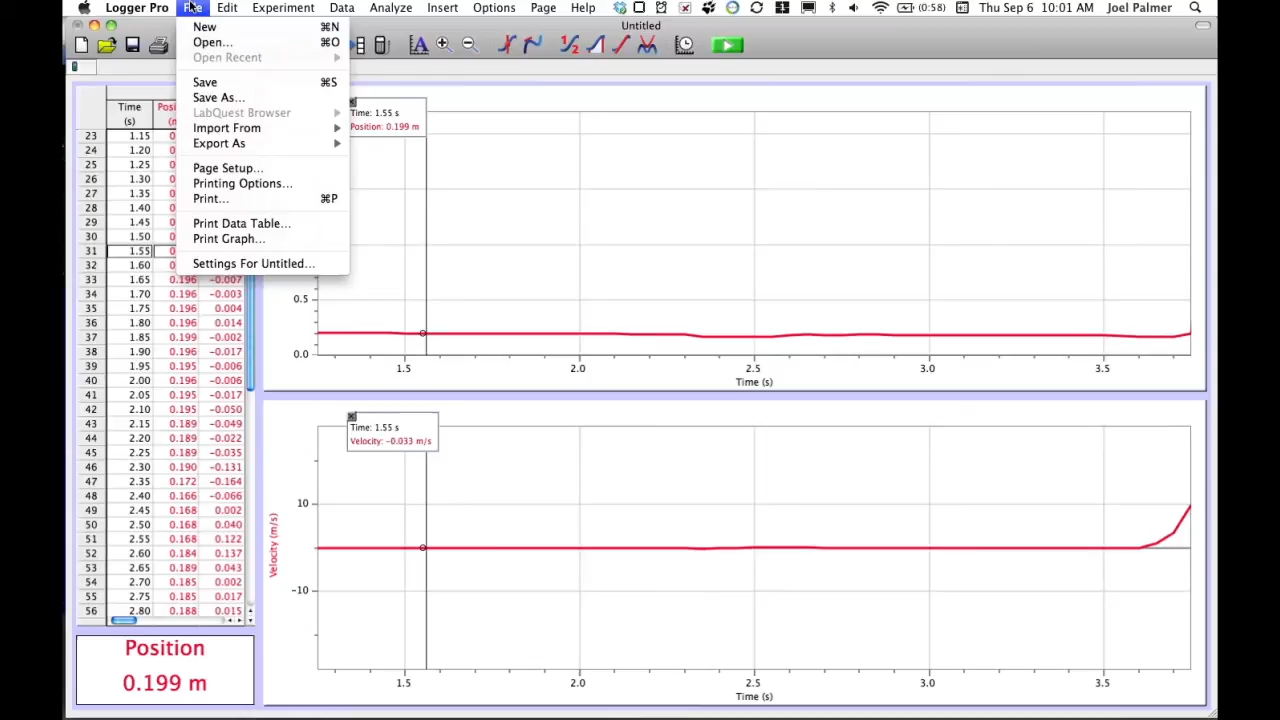 Logger Pro File Edit Experiment Data Analyze Insert Options Page Help (0:58) Thu Sep 6 10:01 AM Joel Palmer
Untitled
New ⌘N
Open... ⌘O
Open Recent
Save ⌘S
Save As...
LabQuest Browser
Import From
Export As
Page Setup...
Printing Options...
Print... ⌘P
Print Data Table...
Print Graph...
Settings For Untitled...
Time
(s)
23 1.15
24 1.20
25 1.25
26 1.30
27 1.35
28 1.40
29 1.45
30 1.50
31 1.55
32 1.60
33 1.65 0.196 -0.007
34 1.70 0.196 -0.003
35 1.75 0.196 0.004
36 1.80 0.196 0.014
37 1.85 0.199 -0.002
38 1.90 0.196 -0.017
39 1.95 0.195 -0.006
40 2.00 0.196 -0.006
41 2.05 0.195 -0.017
42 2.10 0.195 -0.050
43 2.15 0.189 -0.049
44 2.20 0.189 -0.022
45 2.25 0.189 -0.035
46 2.30 0.190 -0.131
47 2.35 0.172 -0.164
48 2.40 0.166 -0.066
49 2.45 0.168 0.002
50 2.50 0.168 0.040
51 2.55 0.168 0.122
52 2.60 0.184 0.137
53 2.65 0.189 0.043
54 2.70 0.185 0.002
55 2.75 0.185 0.017
56 2.80 0.188 0.015
Position
0.199 m
Time: 1.55 s
Position: 0.199 m
0.5
0.0
1.5 2.0 2.5 3.0 3.5
Time (s)
Time: 1.55 s
Velocity: -0.033 m/s
Velocity (m/s)
10
-10
1.5 2.0 2.5 3.0 3.5
Time (s)